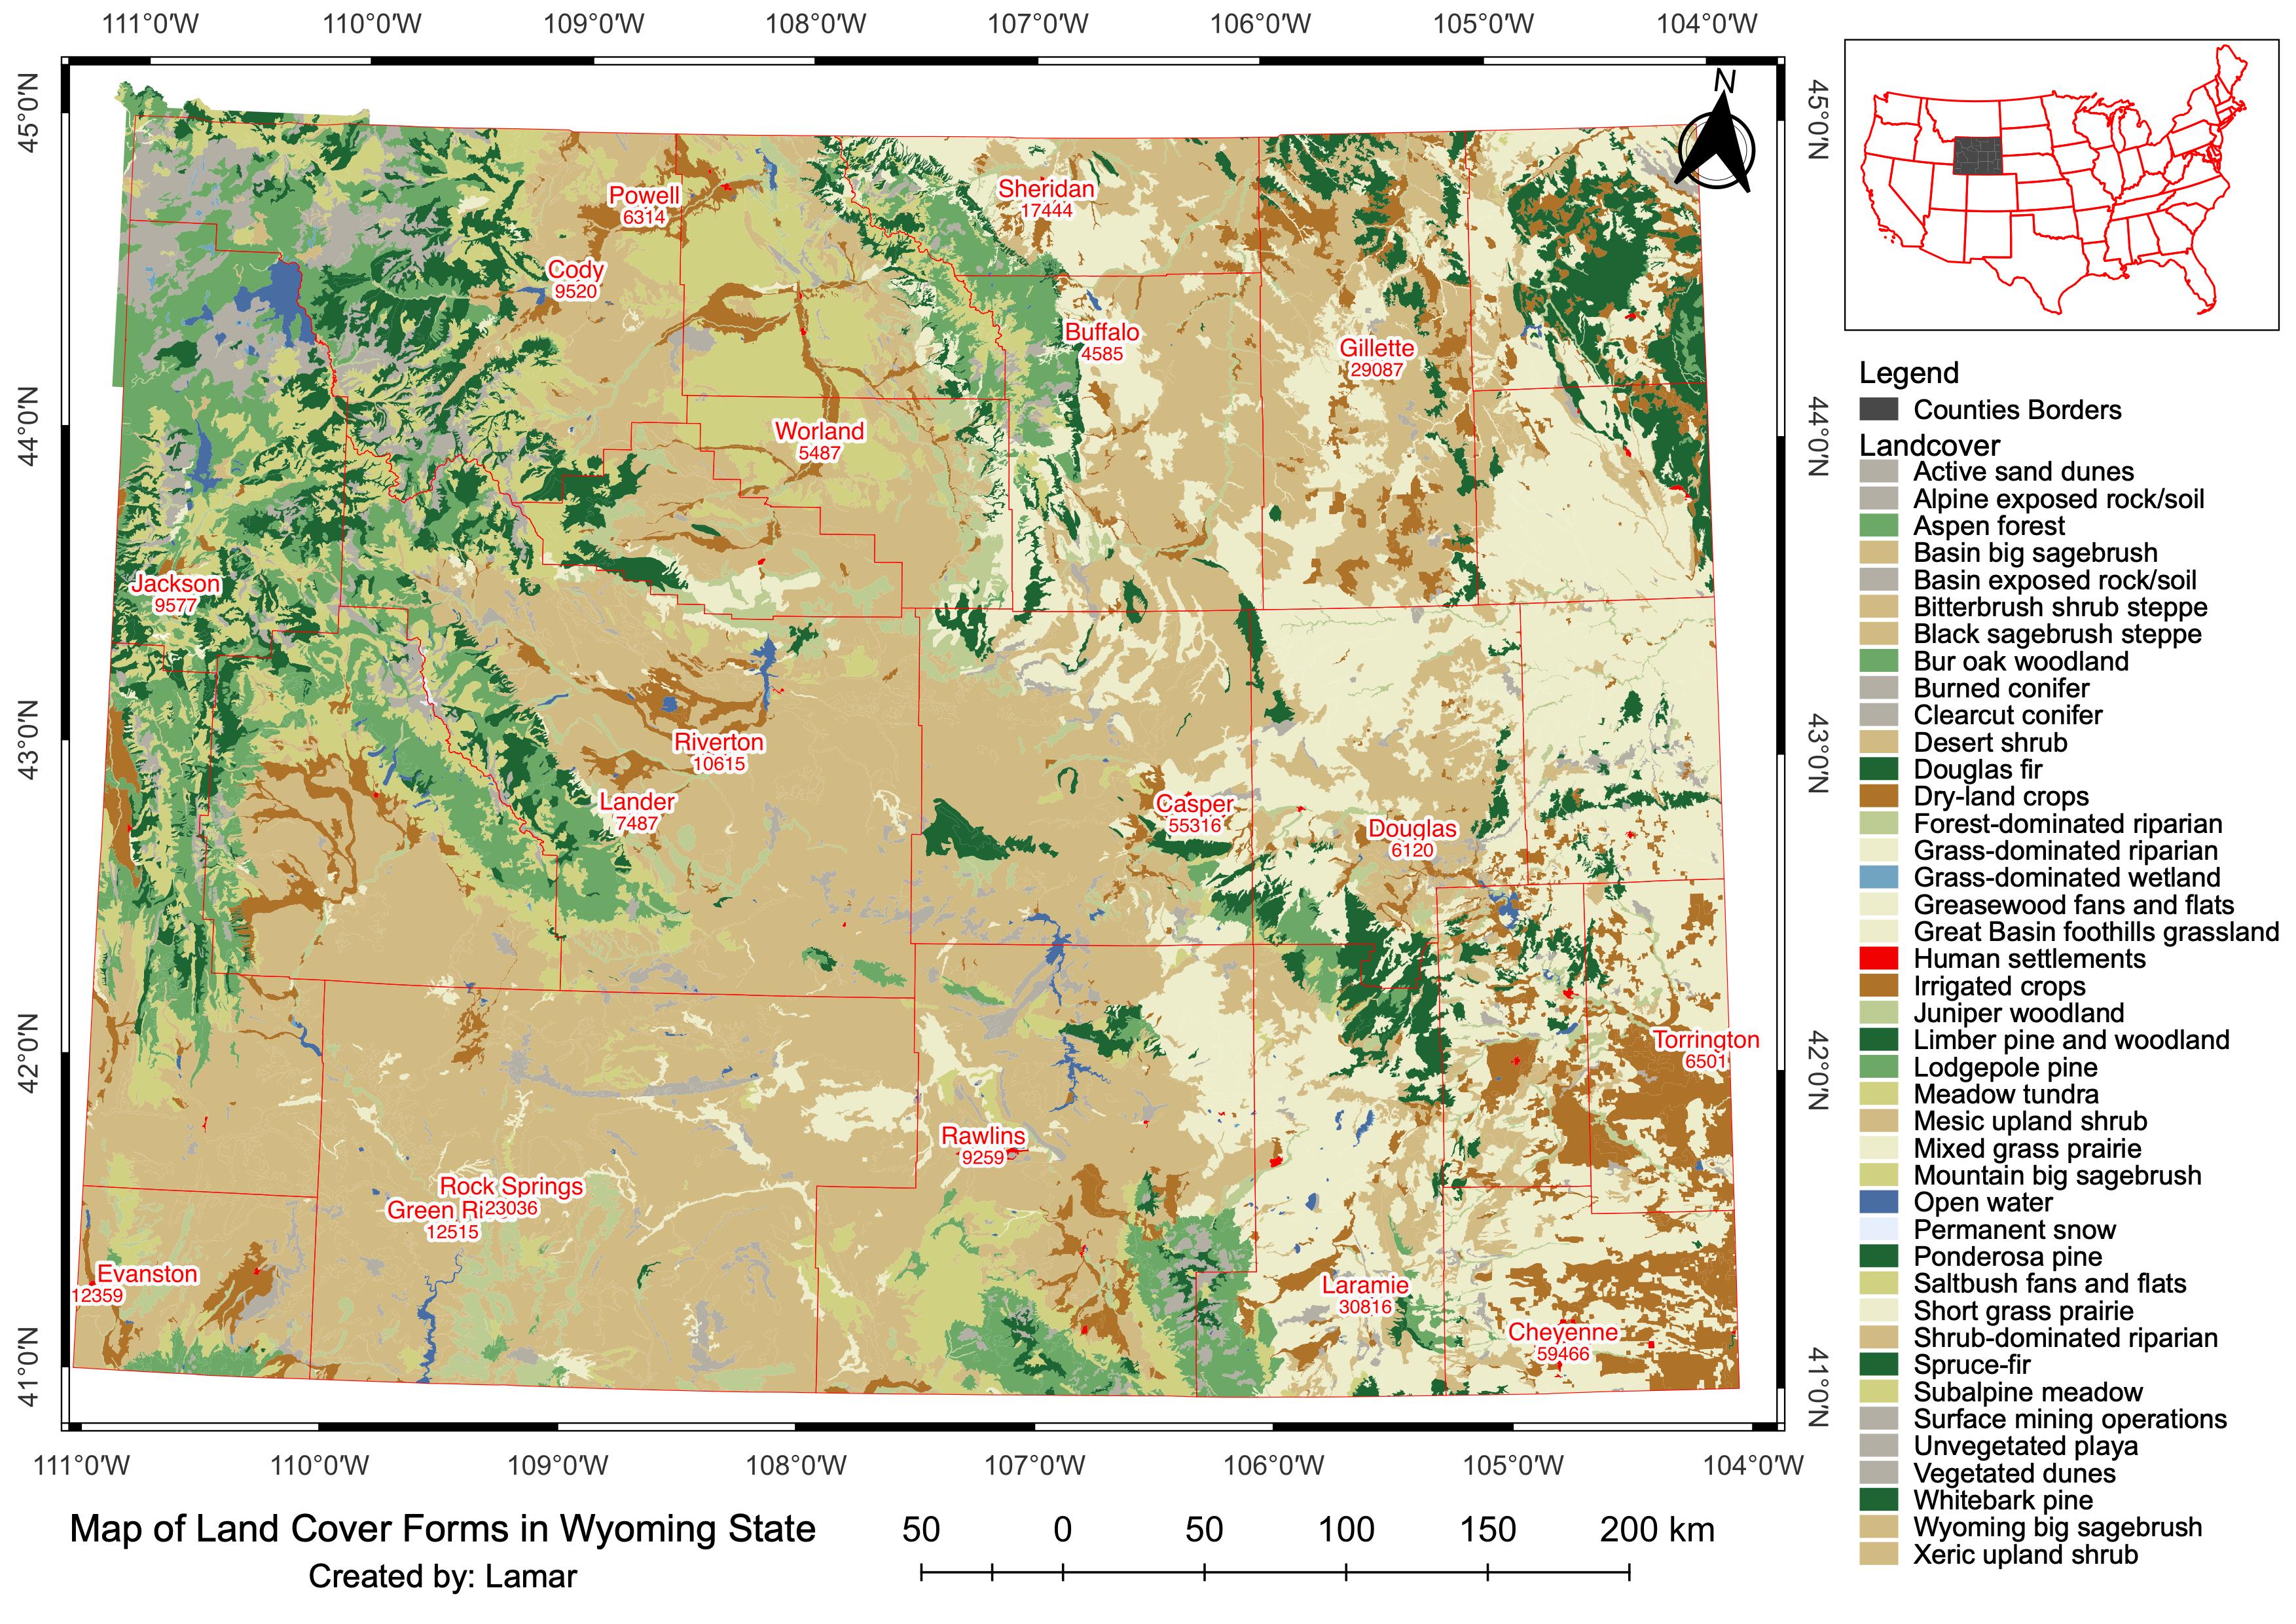 111°0'W 110°0'W 109°0'W 108°0'W 107°0'W 106°0'W 105°0'W 104°0'W
45°0'N
44°0'N
43°0'N
42°0'N
41°0'N
N
Powell
6314
Sheridan
17444
Cody
9520
Buffalo
4585
Gillette
29087
Worland
5487
Jackson
9577
Riverton
10615
Lander
7487
Casper
55316
Douglas
6120
Torrington
6501
Rawlins
9259
Rock Springs
23036
Green Ri
12515
Evanston
12359
Laramie
30816
Cheyenne
59466
45°0'N
44°0'N
43°0'N
42°0'N
41°0'N
111°0'W 110°0'W 109°0'W 108°0'W 107°0'W 106°0'W 105°0'W 104°0'W
Map of Land Cover Forms in Wyoming State
Created by: Lamar
50 0 50 100 150 200 km
Legend
Counties Borders
Landcover
Active sand dunes
Alpine exposed rock/soil
Aspen forest
Basin big sagebrush
Basin exposed rock/soil
Bitterbrush shrub steppe
Black sagebrush steppe
Bur oak woodland
Burned conifer
Clearcut conifer
Desert shrub
Douglas fir
Dry-land crops
Forest-dominated riparian
Grass-dominated riparian
Grass-dominated wetland
Greasewood fans and flats
Great Basin foothills grassland
Human settlements
Irrigated crops
Juniper woodland
Limber pine and woodland
Lodgepole pine
Meadow tundra
Mesic upland shrub
Mixed grass prairie
Mountain big sagebrush
Open water
Permanent snow
Ponderosa pine
Saltbush fans and flats
Short grass prairie
Shrub-dominated riparian
Spruce-fir
Subalpine meadow
Surface mining operations
Unvegetated playa
Vegetated dunes
Whitebark pine
Wyoming big sagebrush
Xeric upland shrub